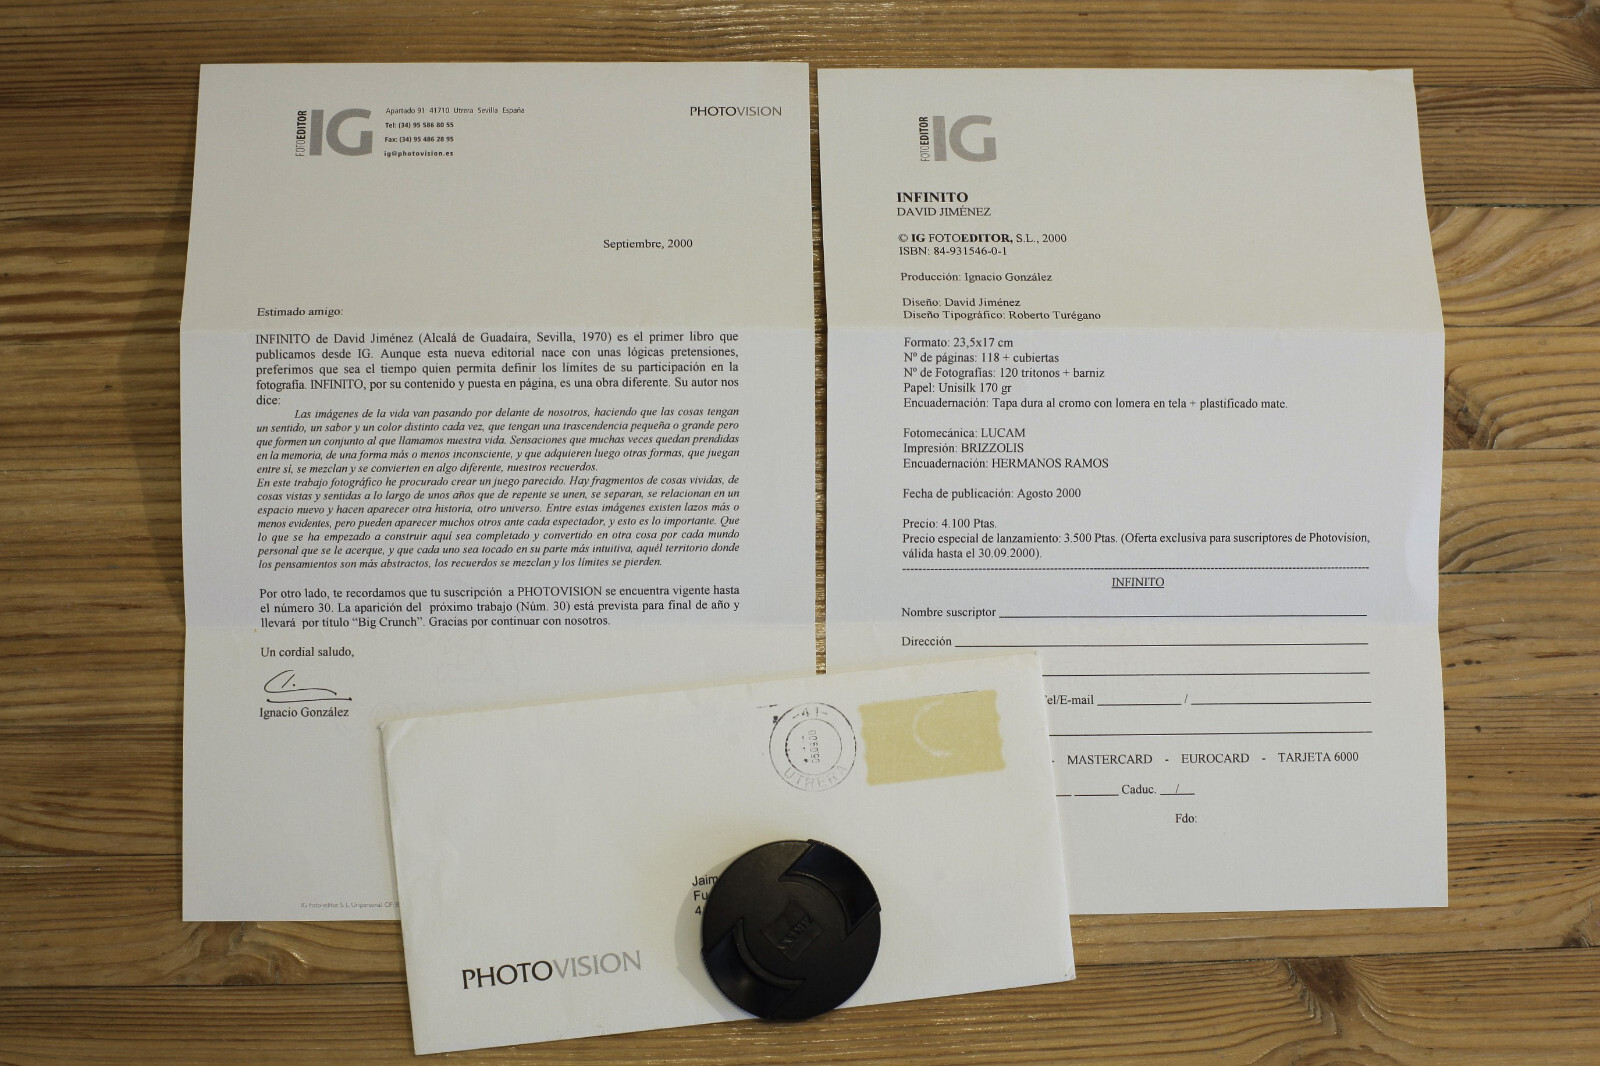 FOTOEDITOR
IG
Apartado 91 41710 Utrera Sevilla España
Tel: (34) 95 586 80 55
Fax: (34) 95 486 28 95
ig@photovision.es
PHOTOVISION
Septiembre, 2000
Estimado amigo:
INFINITO de David Jiménez (Alcalá de Guadaira, Sevilla, 1970) es el primer libro que
publicamos desde IG. Aunque esta nueva editorial nace con unas lógicas pretensiones,
preferimos que sea el tiempo quien permita definir los límites de su participación en la
fotografía. INFINITO, por su contenido y puesta en página, es una obra diferente. Su autor nos
dice:
Las imágenes de la vida van pasando por delante de nosotros, haciendo que las cosas tengan
un sentido, un sabor y un color distinto cada vez, que tengan una trascendencia pequeña o grande pero
que formen un conjunto al que llamamos nuestra vida. Sensaciones que muchas veces quedan prendidas
en la memoria, de una forma más o menos inconsciente, y que adquieren luego otras formas, que juegan
entre sí, se mezclan y se convierten en algo diferente, nuestros recuerdos.
En este trabajo fotográfico he procurado crear un juego parecido. Hay fragmentos de cosas vividas, de
cosas vistas y sentidas a lo largo de unos años que de repente se unen, se separan, se relacionan en un
espacio nuevo y hacen aparecer otra historia, otro universo. Entre estas imágenes existen lazos más o
menos evidentes, pero pueden aparecer muchos otros ante cada espectador, y esto es lo importante. Que
lo que se ha empezado a construir aquí sea completado y convertido en otra cosa por cada mundo
personal que se le acerque, y que cada uno sea tocado en su parte más intuitiva, aquél territorio donde
los pensamientos son más abstractos, los recuerdos se mezclan y los límites se pierden.
Por otro lado, te recordamos que tu suscripción a PHOTOVISION se encuentra vigente hasta
el número 30. La aparición del próximo trabajo (Núm. 30) está prevista para final de año y
llevará por título “Big Crunch”. Gracias por continuar con nosotros.
Un cordial saludo,
Ignacio González
IG Foto-editor S.L. Unipersonal
FOTOEDITOR
IG
INFINITO
DAVID JIMÉNEZ
© IG FOTOEDITOR, S.L., 2000
ISBN: 84-931546-0-1
Producción: Ignacio González
Diseño: David Jiménez
Diseño Tipográfico: Roberto Turégano
Formato: 23,5x17 cm
Nº de páginas: 118 + cubiertas
Nº de Fotografías: 120 tritonos + barniz
Papel: Unisilk 170 gr
Encuadernación: Tapa dura al cromo con lomera en tela + plastificado mate.
Fotomecánica: LUCAM
Impresión: BRIZZOLIS
Encuadernación: HERMANOS RAMOS
Fecha de publicación: Agosto 2000
Precio: 4.100 Ptas.
Precio especial de lanzamiento: 3.500 Ptas. (Oferta exclusiva para suscriptores de Photovision,
válida hasta el 30.09.2000).
INFINITO
Nombre suscriptor
Dirección
el/E-mail /
- MASTERCARD - EUROCARD - TARJETA 6000
Caduc. /
Fdo:
-41-
UTRERA
Jaim
Fu
4
PHOTOVISION